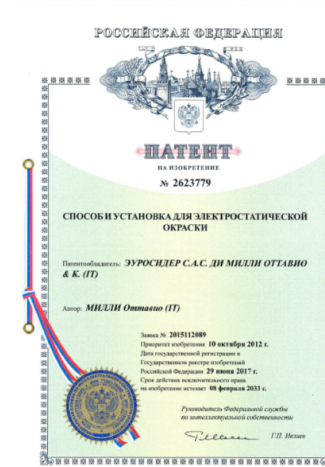 РОССИЙСКАЯ ФЕДЕРАЦИЯ
ПАТЕНТ
НА ИЗОБРЕТЕНИЕ
№ 2623779
СПОСОБ И УСТАНОВКА ДЛЯ ЭЛЕКТРОСТАТИЧЕСКОЙ
ОКРАСКИ
Патентообладатель: ЭУРОСИДЕР С.А.С. ДИ МИЛЛИ ОТТАВИО
& К. (IT)
Автор: МИЛЛИ Оттавио (IT)
Заявка № 2015112089
Приоритет изобретения 10 октября 2012 г.
Дата государственной регистрации в
Государственном реестре изобретений
Российской Федерации 29 июня 2017 г.
Срок действия исключительного права
на изобретение истекает 08 февраля 2033 г.
Руководитель Федеральной службы
по интеллектуальной собственности
Г.П. Ивлиев